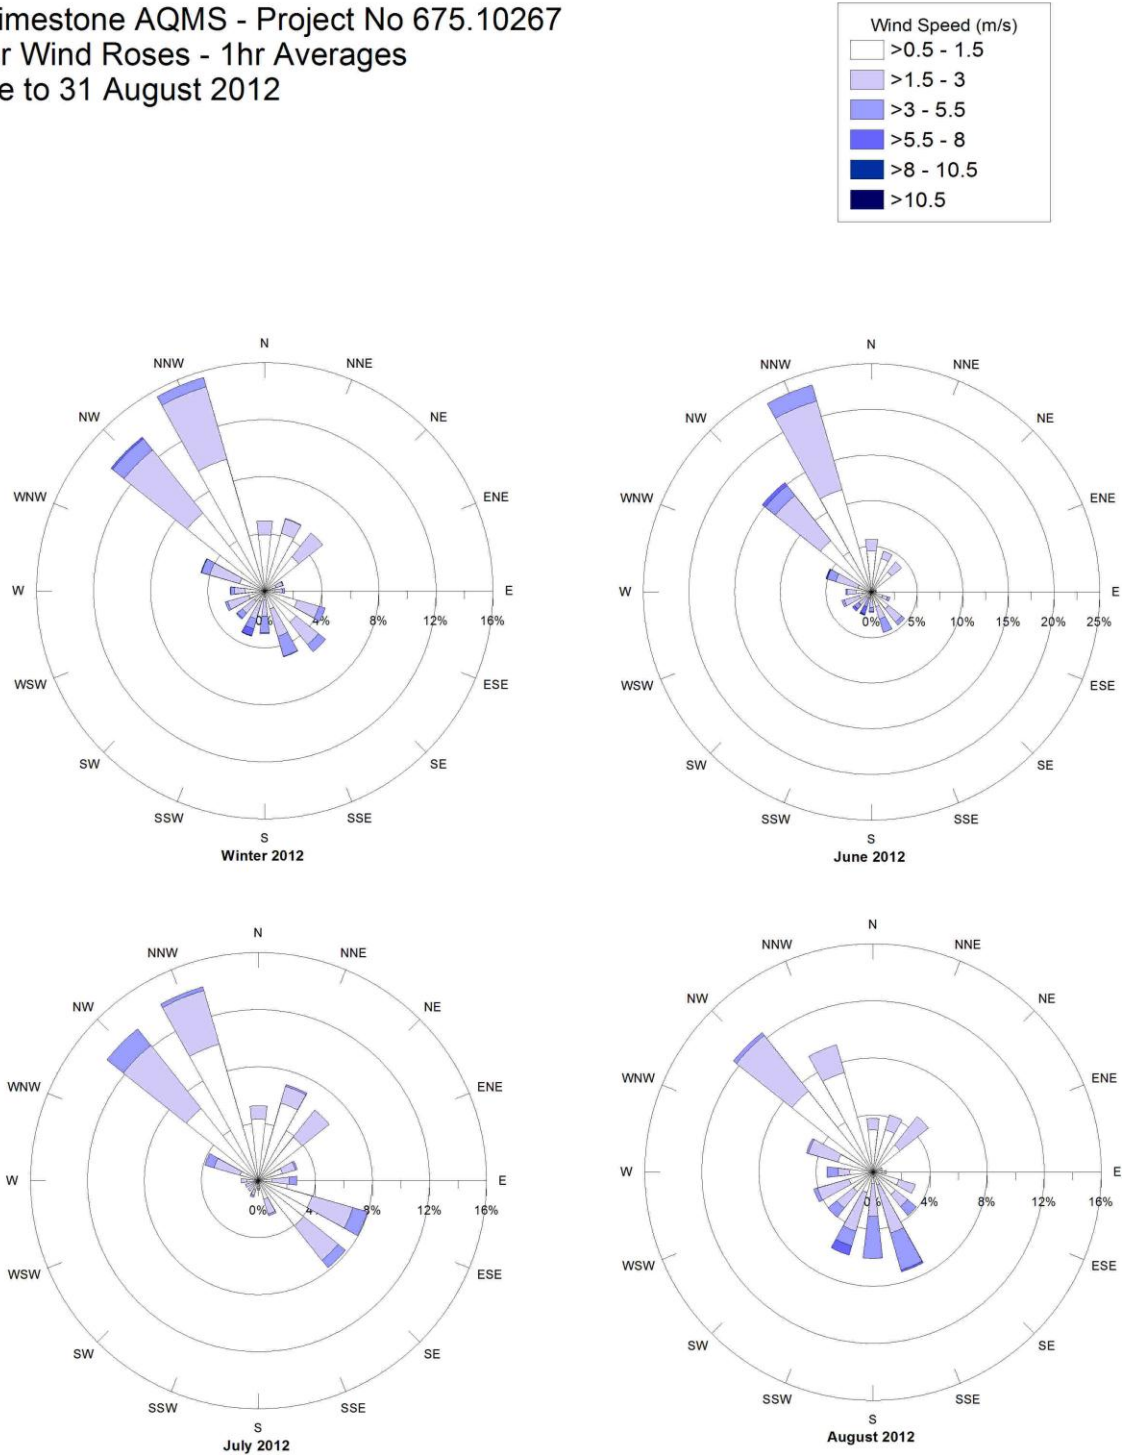 imestone AQMS - Project No 675.10267
r Wind Roses - 1hr Averages
e to 31 August 2012
Wind Speed (m/s)
>0.5 - 1.5
>1.5 - 3
>3 - 5.5
>5.5 - 8
>8 - 10.5
>10.5
N
NNW NNE
NW NE
WNW ENE
W E
0% 4% 8% 12% 16%
WSW ESE
SW SE
SSW SSE
S
Winter 2012
N
NNW NNE
NW NE
WNW ENE
W E
0% 5% 10% 15% 20% 25%
WSW ESE
SW SE
SSW SSE
S
June 2012
N
NNW NNE
NW NE
WNW ENE
W E
0% 4% 8% 12% 16%
WSW ESE
SW SE
SSW SSE
S
July 2012
N
NNW NNE
NW NE
WNW ENE
W E
0% 4% 8% 12% 16%
WSW ESE
SW SE
SSW SSE
S
August 2012